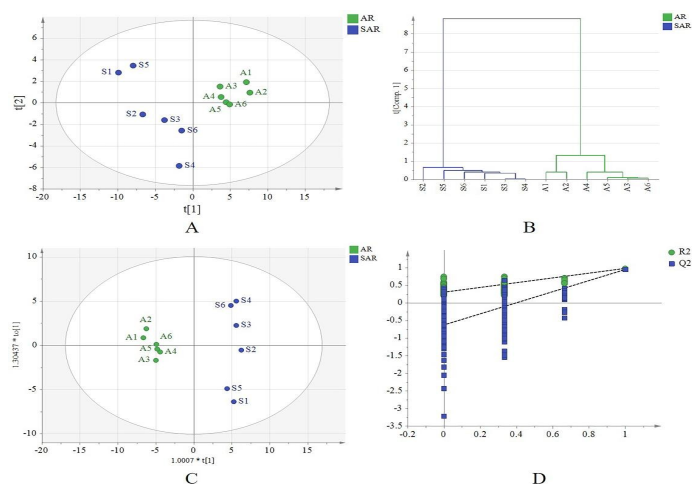 AR
SAR
8
6
4
2
0
-2
-4
-6
-8
S1
S5
S2
S3
S6
S4
A1
A3
A2
A4
A5
A6
-20
-15
-10
-5
0
5
10
15
20
t[2]
t[1]
A
AR
SAR
8
7
6
5
4
3
2
1
0
t[Comp. 1]
S2
S5
S6
S1
S3
S4
A1
A2
A4
A5
A3
A6
B
AR
SAR
10
5
0
-5
-10
A2
A1
A6
A5
A4
A3
S6
S4
S3
S2
S5
S1
-20
-15
-10
-5
0
5
10
15
1.30437 * to[1]
1.0007 * t[1]
C
R2
Q2
1
0.5
0
-0.5
-1
-1.5
-2
-2.5
-3
-3.5
-0.2
0
0.2
0.4
0.6
0.8
1
D